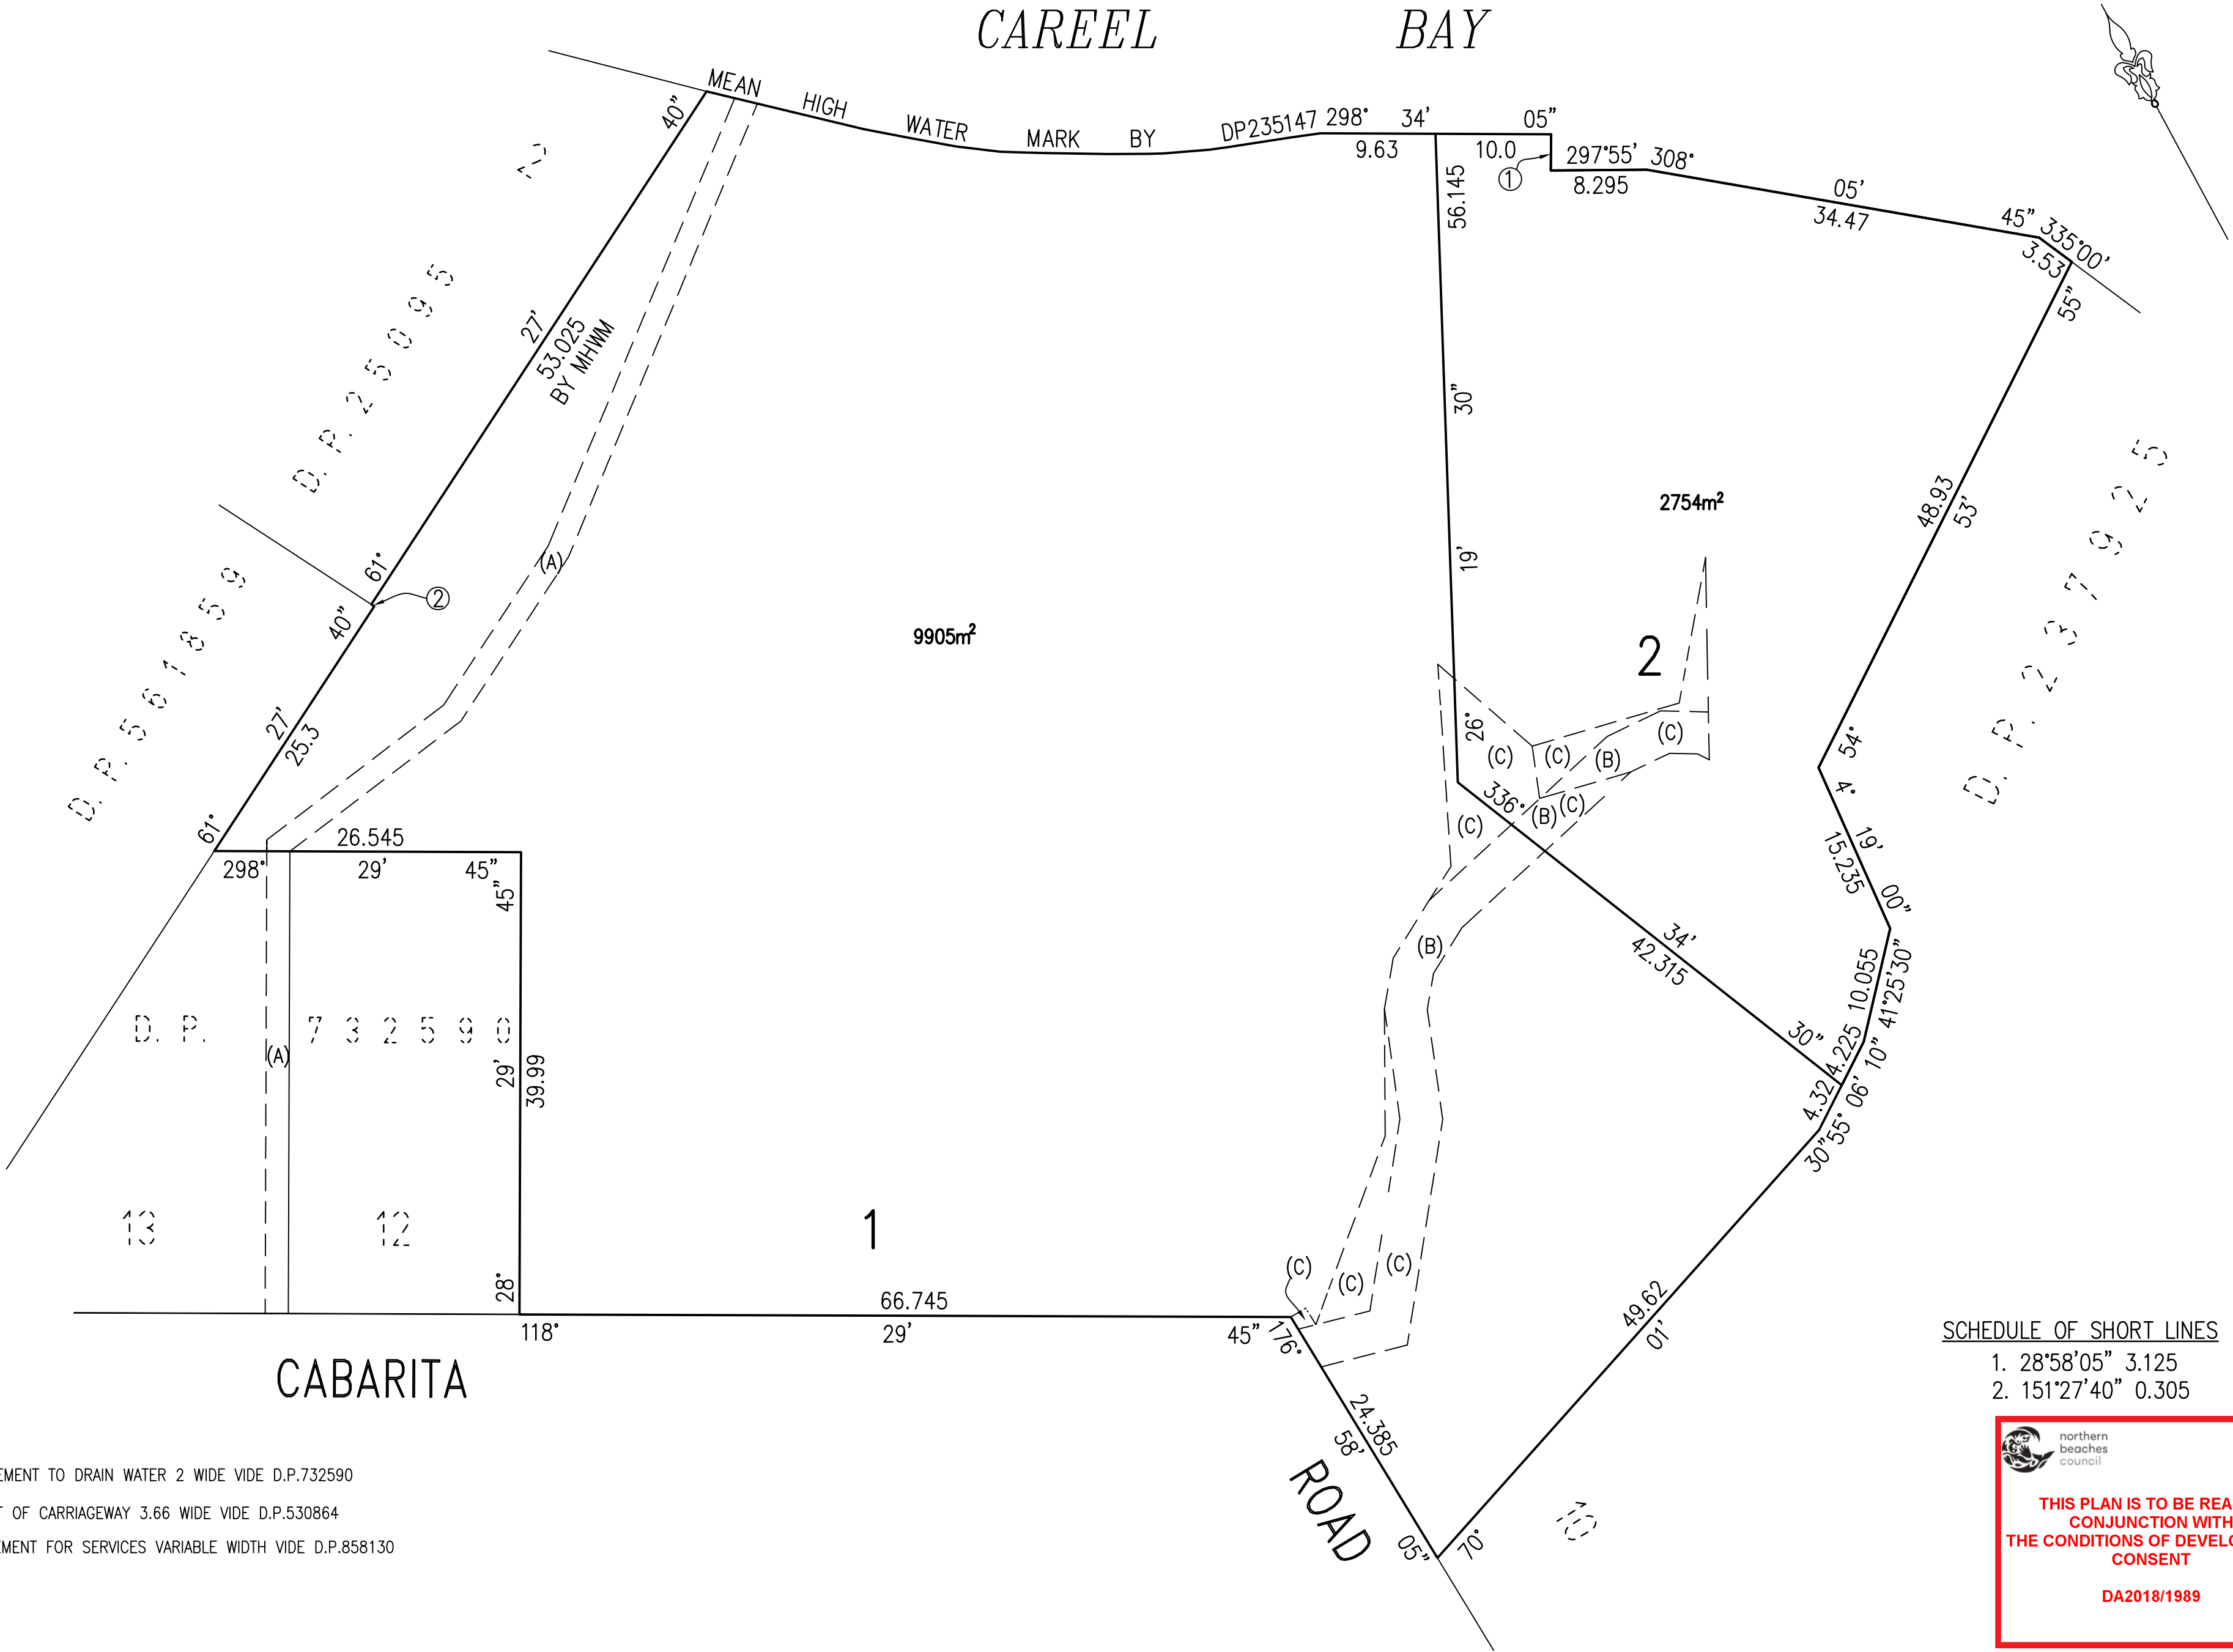 CAREEL BAY
MEAN HIGH WATER MARK BY DP235147
298° 34' 05"
9.63
10.0
1
297°55'
8.295
308° 05' 45"
34.47
335°00'
3.53
40"
27'
61°
53.025
BY MHWM
2
D.P.25095
56.145
30"
19'
26°
2754m²
2
9905m²
55"
53'
54°
48.93
D.P.237925
(A)
2
D.P.561859
40"
27'
61°
25.3
26.545
298° 29' 45"
45"
29'
28°
39.99
D.P. 732590
(A)
13
12
(C)
(C)
(B)
(C)
(C)
(B)
(C)
(B)
336° 34' 30"
42.315
4° 19' 00"
15.235
10.055
41°25'30"
4.225
4.32
55° 06' 10"
30"
01'
70°
49.62
1
66.745
118° 29' 45"
(C)
(C)
(C)
176° 58' 05"
24.385
10
CABARITA
ROAD
SCHEDULE OF SHORT LINES
1. 28°58'05" 3.125
2. 151°27'40" 0.305
EMENT TO DRAIN WATER 2 WIDE VIDE D.P.732590
T OF CARRIAGEWAY 3.66 WIDE VIDE D.P.530864
EMENT FOR SERVICES VARIABLE WIDTH VIDE D.P.858130
northern
beaches
council
THIS PLAN IS TO BE REA
CONJUNCTION WITH
THE CONDITIONS OF DEVELO
CONSENT
DA2018/1989